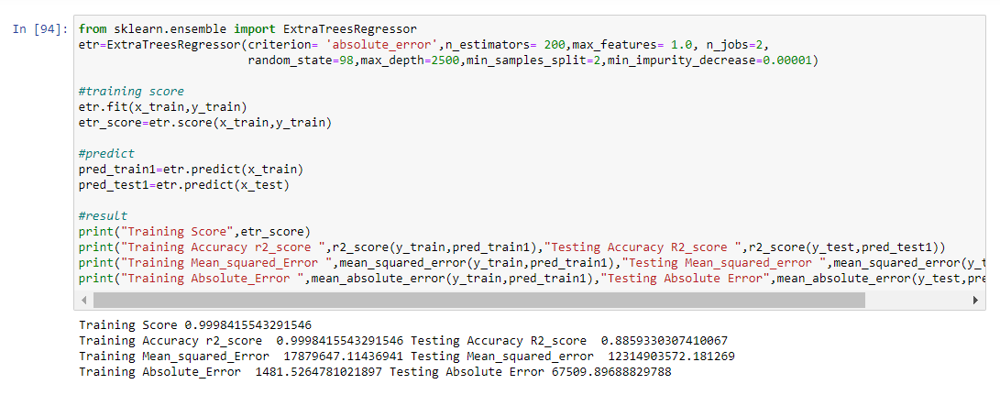 In [94]: from sklearn.ensemble import ExtraTreesRegressor
etr=ExtraTreesRegressor(criterion= 'absolute_error',n_estimators= 200,max_features= 1.0, n_jobs=2,
random_state=98,max_depth=2500,min_samples_split=2,min_impurity_decrease=0.00001)
#training score
etr.fit(x_train,y_train)
etr_score=etr.score(x_train,y_train)
#predict
pred_train1=etr.predict(x_train)
pred_test1=etr.predict(x_test)
#result
print("Training Score",etr_score)
print("Training Accuracy r2_score ",r2_score(y_train,pred_train1),"Testing Accuracy R2_score ",r2_score(y_test,pred_test1))
print("Training Mean_squared_Error ",mean_squared_error(y_train,pred_train1),"Testing Mean_squared_error ",mean_squared_error(y_t
print("Training Absolute_Error ",mean_absolute_error(y_train,pred_train1),"Testing Absolute Error",mean_absolute_error(y_test,pre
Training Score 0.9998415543291546
Training Accuracy r2_score  0.9998415543291546 Testing Accuracy R2_score  0.8859330307410067
Training Mean_squared_Error  17879647.11436941 Testing Mean_squared_error  12314903572.181269
Training Absolute_Error  1481.5264781021897 Testing Absolute Error 67509.89688829788